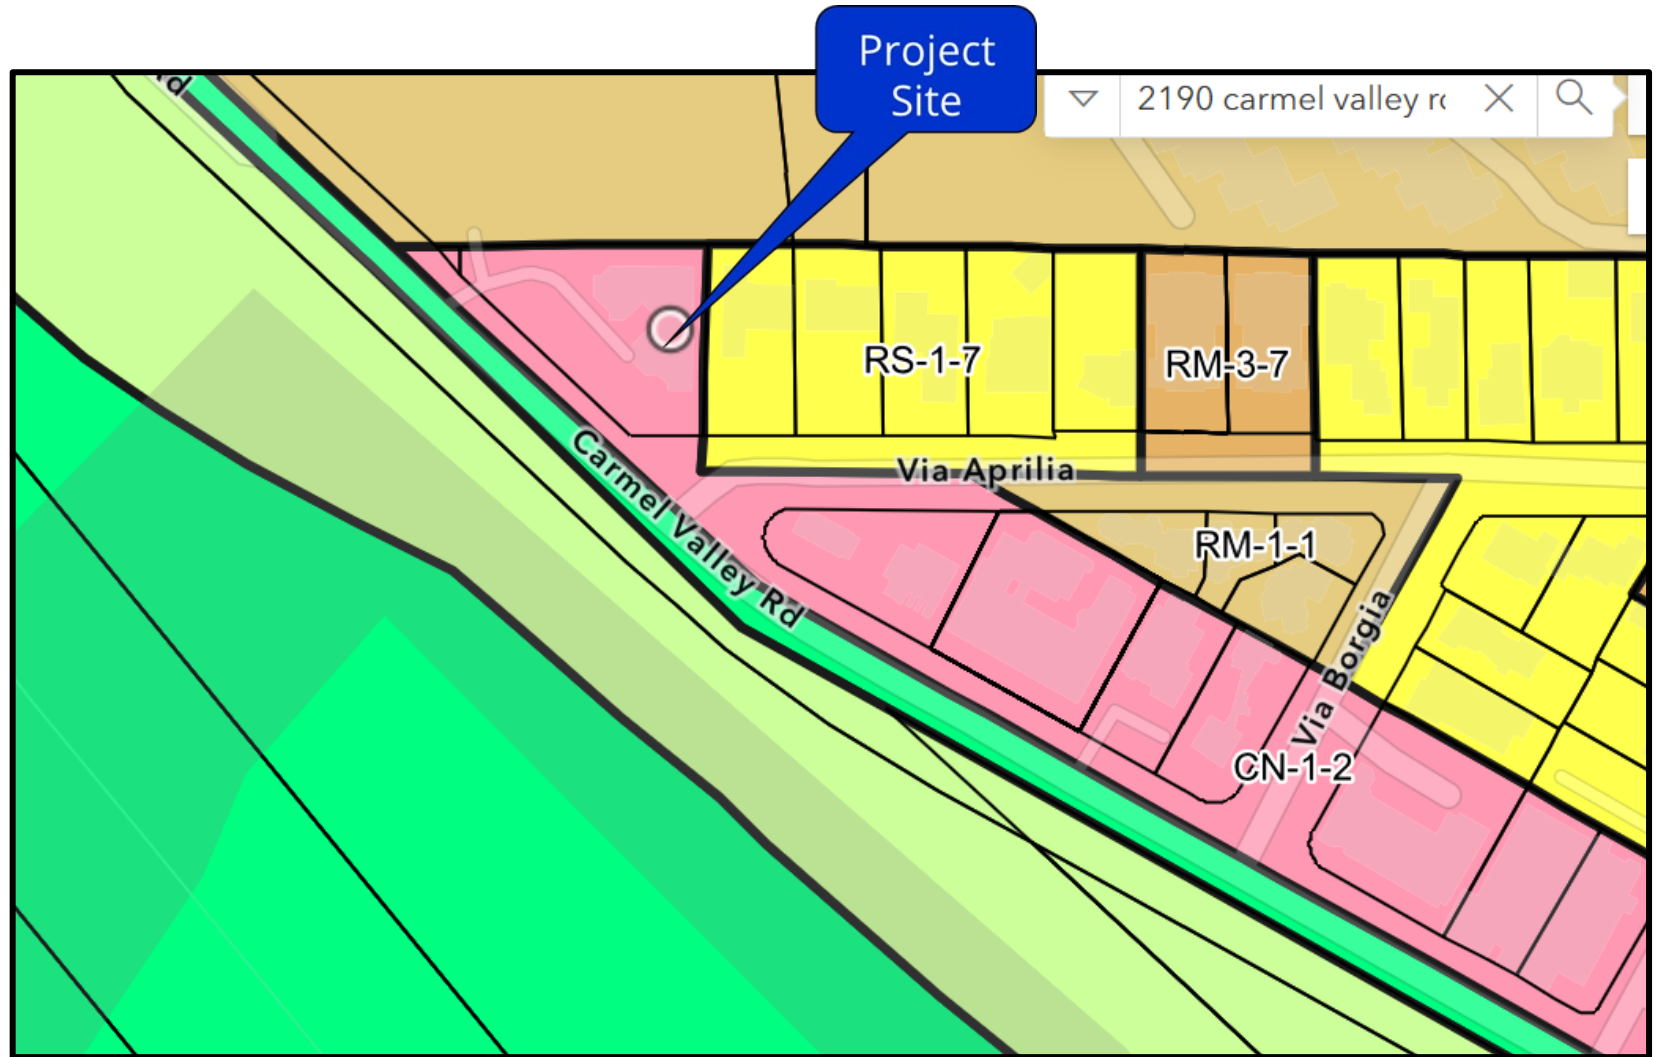 Project
Site
2190 carmel valley r
Rd
RS-1-7
RM-3-7
Via Aprilia
Carmel Valley Rd
RM-1-1
Via Borgia
CN-1-2